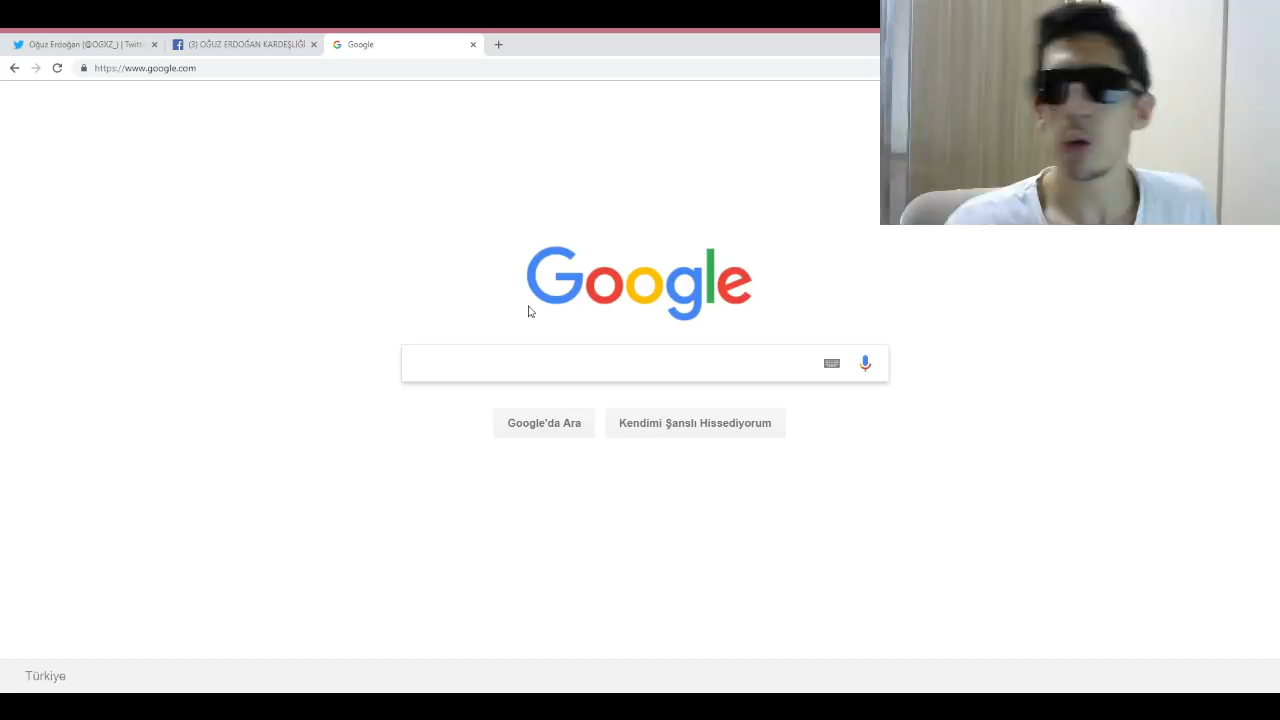 Oğuz Erdoğan (@OGXZ_) | Twitt
(3) OĞUZ ERDOĞAN KARDEŞLİĞİ
Google
https://www.google.com
Google
Google'da Ara
Kendimi Şanslı Hissediyorum
Türkiye